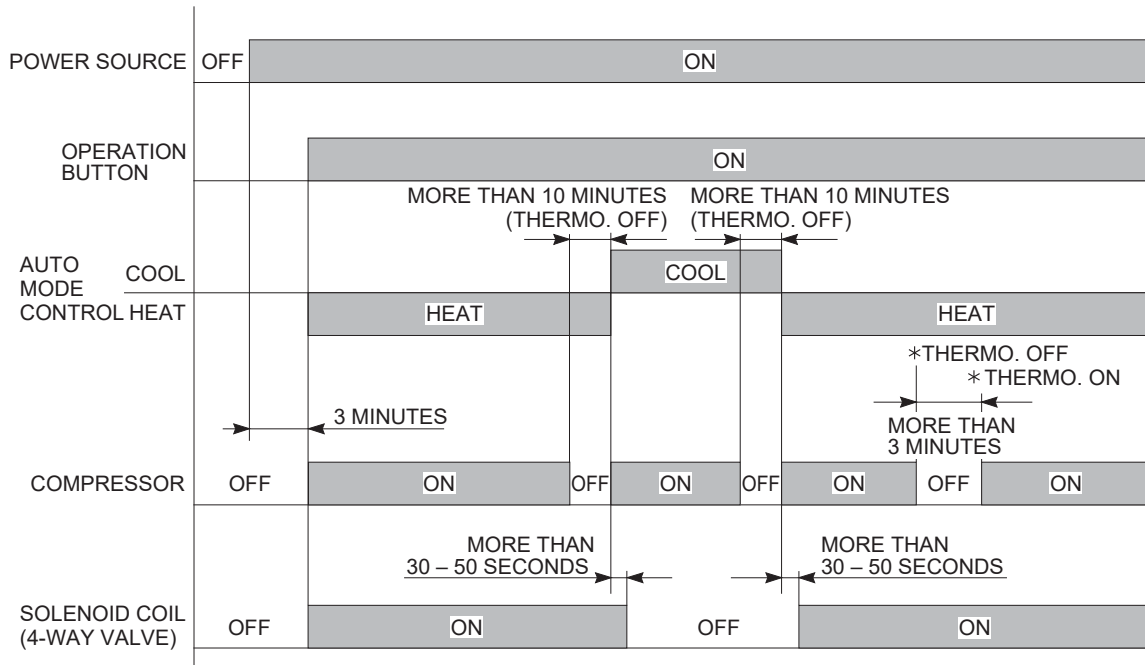 POWER SOURCE OFF ON
OPERATION
BUTTON
ON
MORE THAN 10 MINUTES
(THERMO. OFF)
MORE THAN 10 MINUTES
(THERMO. OFF)
AUTO
MODE
CONTROL
COOL
HEAT
COOL
HEAT
HEAT
*THERMO. OFF
*THERMO. ON
3 MINUTES
MORE THAN
3 MINUTES
COMPRESSOR OFF ON OFF ON OFF ON OFF ON
MORE THAN
30 – 50 SECONDS
MORE THAN
30 – 50 SECONDS
SOLENOID COIL
(4-WAY VALVE)
OFF ON OFF ON